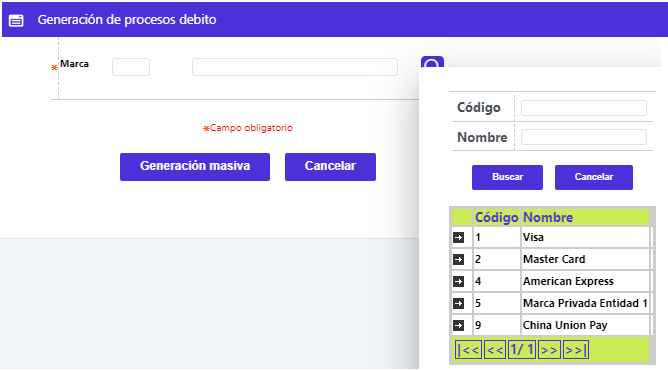 Generación de procesos debito
* Marca
*Campo obligatorio
Generación masiva Cancelar
Código
Nombre
Buscar Cancelar
Código Nombre
1 Visa
2 Master Card
4 American Express
5 Marca Privada Entidad 1
9 China Union Pay
|<< << 1/ 1 >> >>|